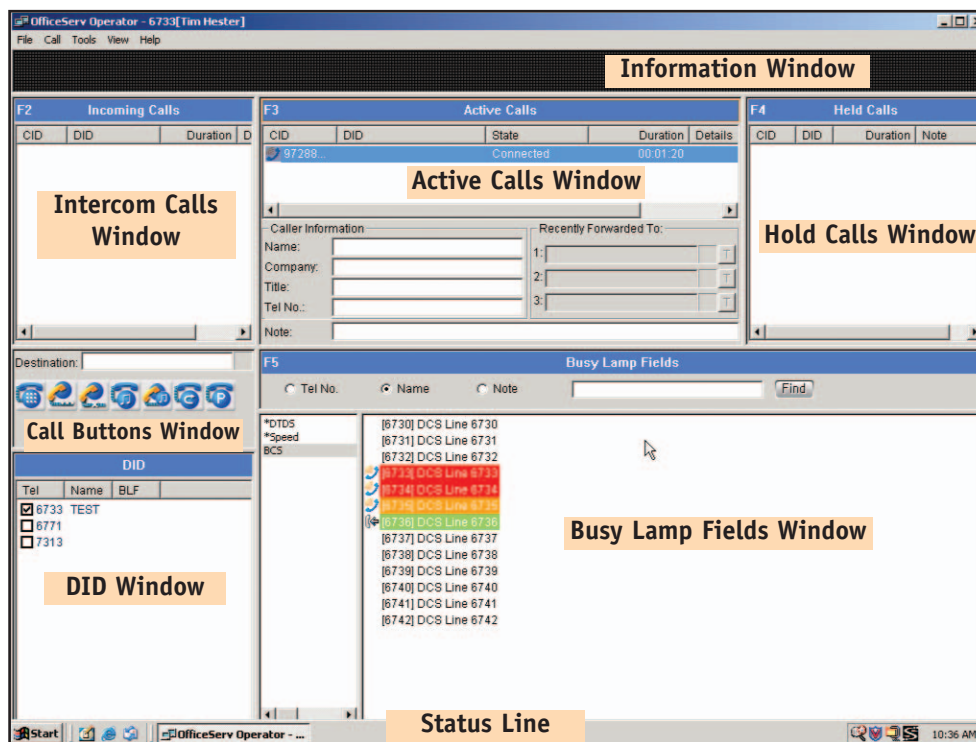 OfficeServ Operator - 6733[Tim Hester]
File Call Tools View Help
Information Window
F2 Incoming Calls
CID DID Duration D
Intercom Calls
Window
F3 Active Calls
CID DID State Duration Details
97288... Connected 00:01:20
Active Calls Window
Caller Information
Name:
Company:
Title:
Tel No.:
Note:
Recently Forwarded To:
1: T
2: T
3: T
F4 Held Calls
CID DID Duration Note
Hold Calls Window
Destination:
C P
Call Buttons Window
F5 Busy Lamp Fields
Tel No. Name Note Find
DID
Tel Name BLF
6733 TEST
6771
7313
DID Window
*DTDS
*Speed
BCS
[6730] DCS Line 6730
[6731] DCS Line 6731
[6732] DCS Line 6732
[6733] DCS Line 6733
[6734] DCS Line 6734
[6735] DCS Line 6735
[6736] DCS Line 6736
[6737] DCS Line 6737
[6738] DCS Line 6738
[6739] DCS Line 6739
[6740] DCS Line 6740
[6741] DCS Line 6741
[6742] DCS Line 6742
Busy Lamp Fields Window
Status Line
Start OfficeServ Operator - ... 10:36 AM